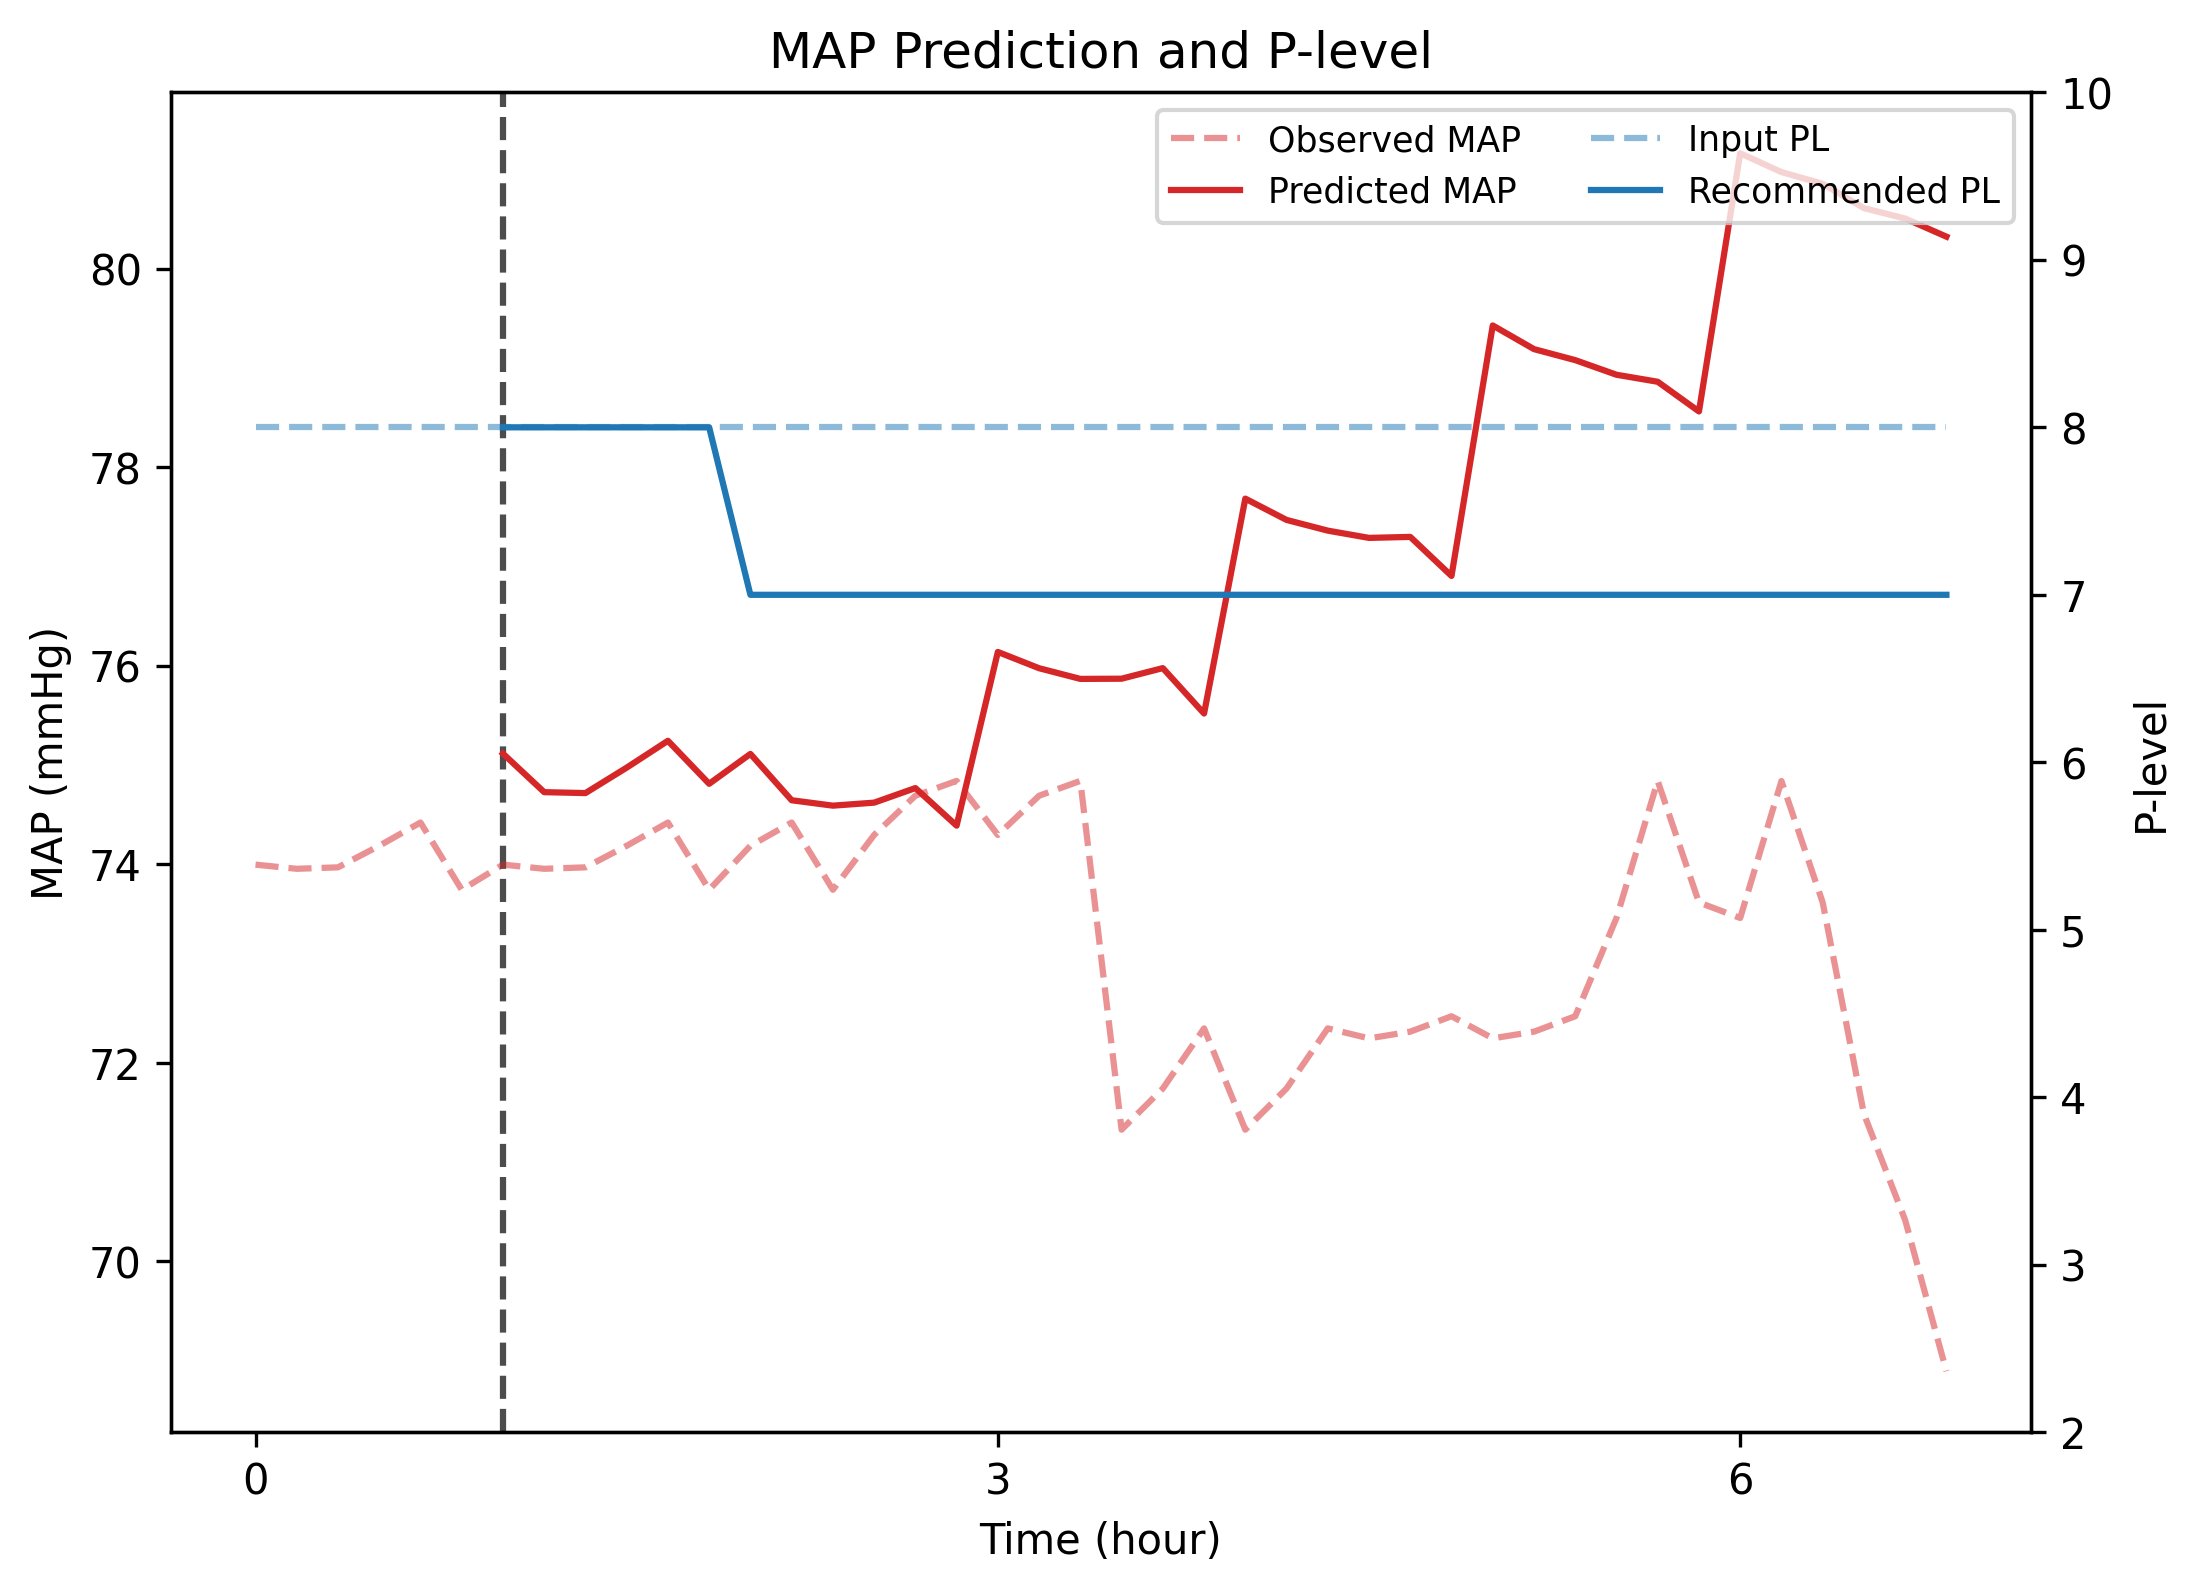 MAP Prediction and P-level
Observed MAP
Predicted MAP
Input PL
Recommended PL
MAP (mmHg)
80
78
76
74
72
70
10
9
8
7
6
5
4
3
2
P-level
0
3
6
Time (hour)